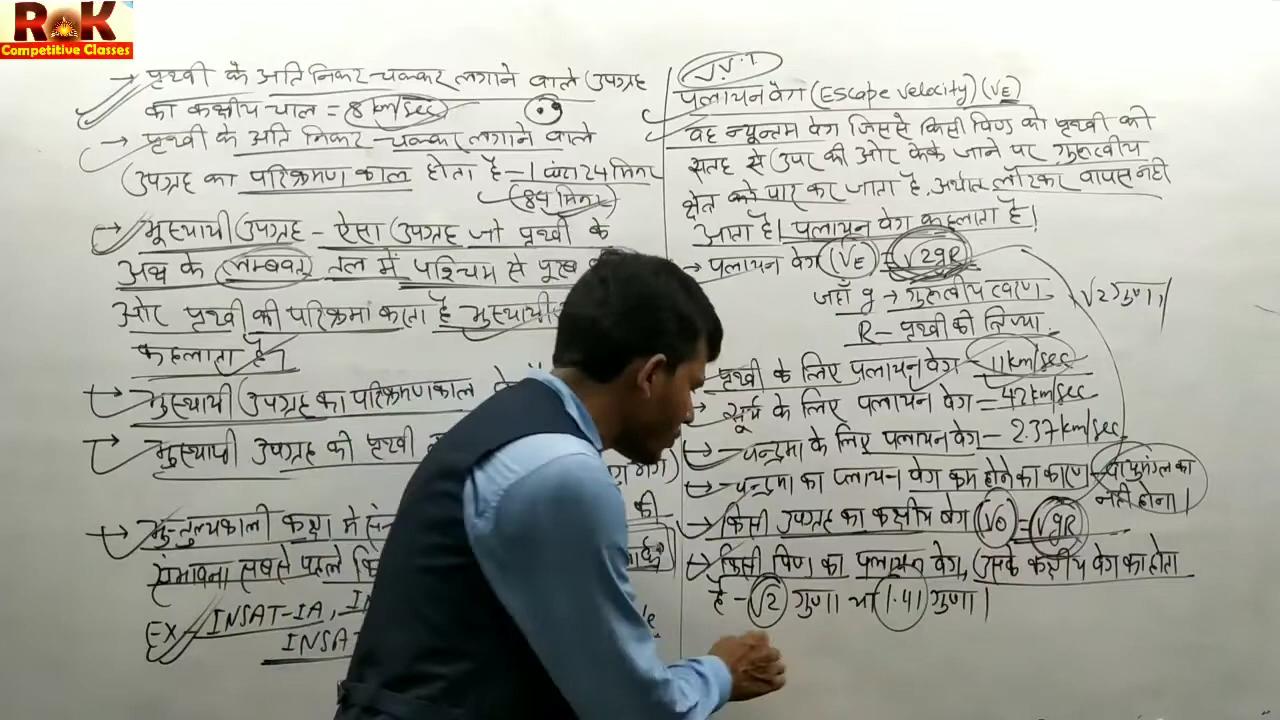 RK
Competitive Classes
→ पृथ्वी के अति निकट चक्कर लगाने वाले उपग्रह
का कक्षीय चाल = 8 km/sec
→ पृथ्वी के अति निकट चक्कर लगाने वाले
उपग्रह का परिक्रमण काल होता है - 1 घंटा 24 मिनट
(84 मिनट)
→ भूस्थायी उपग्रह - ऐसा उपग्रह जो पृथ्वी के
अक्ष के लम्बवत् तल में पश्चिम से पूरब
ओर पृथ्वी की परिक्रमा करता है भुस्थायी
कहलाता है।
→ भुस्थायी उपग्रह का परिक्रमणकाल
→ भुस्थायी उपग्रह को पृथ्वी
→ भु-तुल्यकाली कक्षा में
की
संभावना सबसे पहले
Ex - INSAT-IA,
INSAT
V.V.I
पलायन वेग (Escape velocity) (VE)
वह न्यून्तम वेग जिससे किसी पिण्ड को पृथ्वी की
सतह से उपर की ओर फेंके जाने पर गुरुत्वीय
क्षेत्र को पार कर जाता है, अर्थात लौटकर वापस नही
आता है। पलायन वेग कहलाता है।
→ पलायन वेग (VE) = √2gR
जहाँ g → गुरुत्वीय त्वरण
√2 गुणा
R - पृथ्वी की त्रिज्या
पृथ्वी के लिए पलायन वेग - 11 km/sec
→ सूर्य के लिए पलायन वेग - 42 km/sec
→ चन्द्रमा के लिए पलायन वेग - 2.37 km/sec
→ चन्द्रमा का प्लायन वेग कम होने का कारण - वायुमंडल का
नहीं होना।
→ किसी उपग्रह का कक्षीय वेग (Vo) = √gR
→ किसी पिण्ड का पलायन वेग, उसके कक्षीय वेग का होता
है - √2 गुणा या (1.41) गुणा।